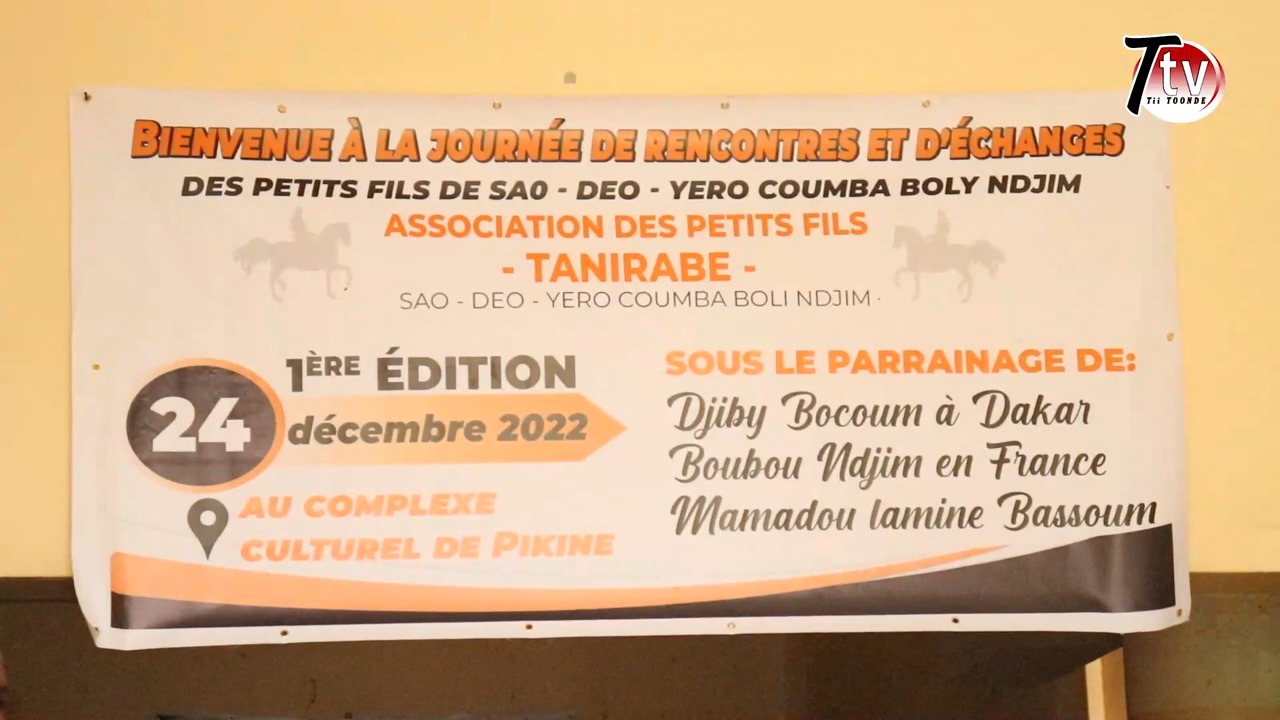 Ttv
Tii TOONDE
BIENVENUE À LA JOURNÉE DE RENCONTRES ET D'ÉCHANGES
DES PETITS FILS DE SA0 - DEO - YERO COUMBA BOLY NDJIM
ASSOCIATION DES PETITS FILS
- TANIRABE -
SAO - DEO - YERO COUMBA BOLI NDJIM -
1ÈRE ÉDITION
24
décembre 2022
AU COMPLEXE
CULTUREL DE PIKINE
SOUS LE PARRAINAGE DE:
Djiby Bocoum à Dakar
Boubou Ndjim en France
Mamadou lamine Bassoum